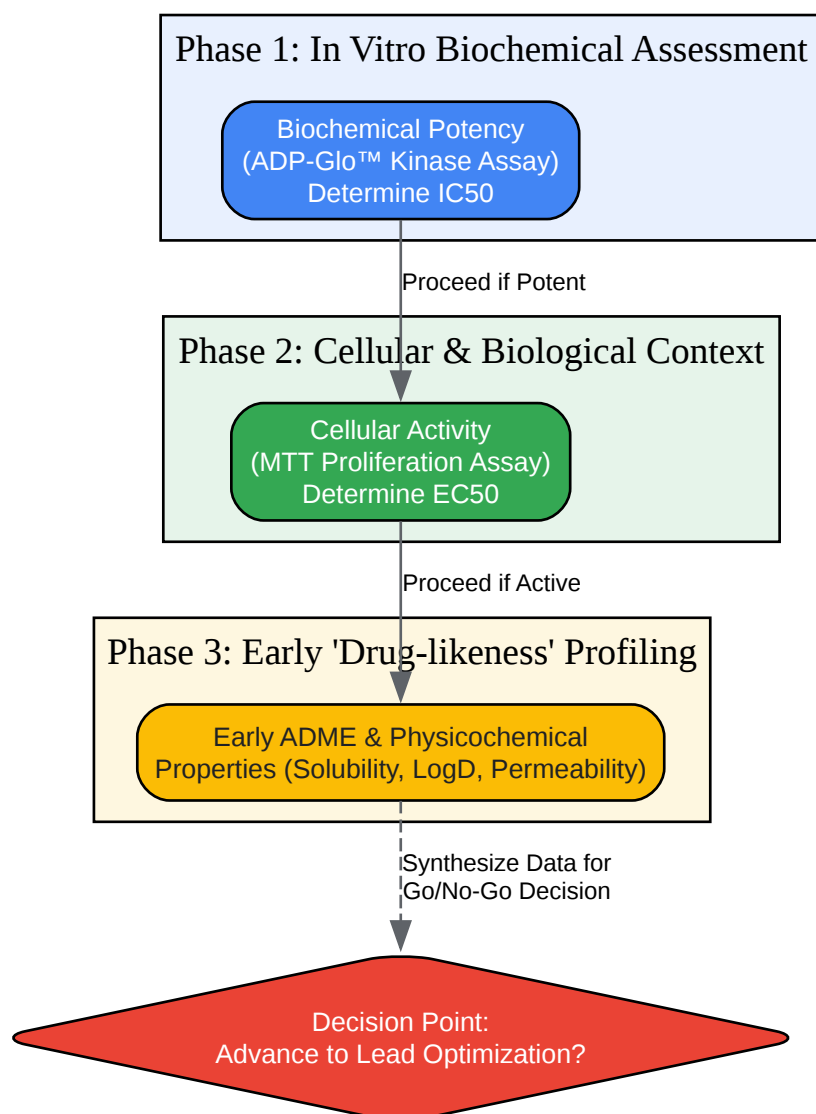 Phase 1: In Vitro Biochemical Assessment
Biochemical Potency
(ADP-Glo™ Kinase Assay)
Determine IC50
Proceed if Potent
Phase 2: Cellular & Biological Context
Cellular Activity
(MTT Proliferation Assay)
Determine EC50
Proceed if Active
Phase 3: Early 'Drug-likeness' Profiling
Early ADME & Physicochemical
Properties (Solubility, LogD, Permeability)
Synthesize Data for
Go/No-Go Decision
Decision Point:
Advance to Lead Optimization?